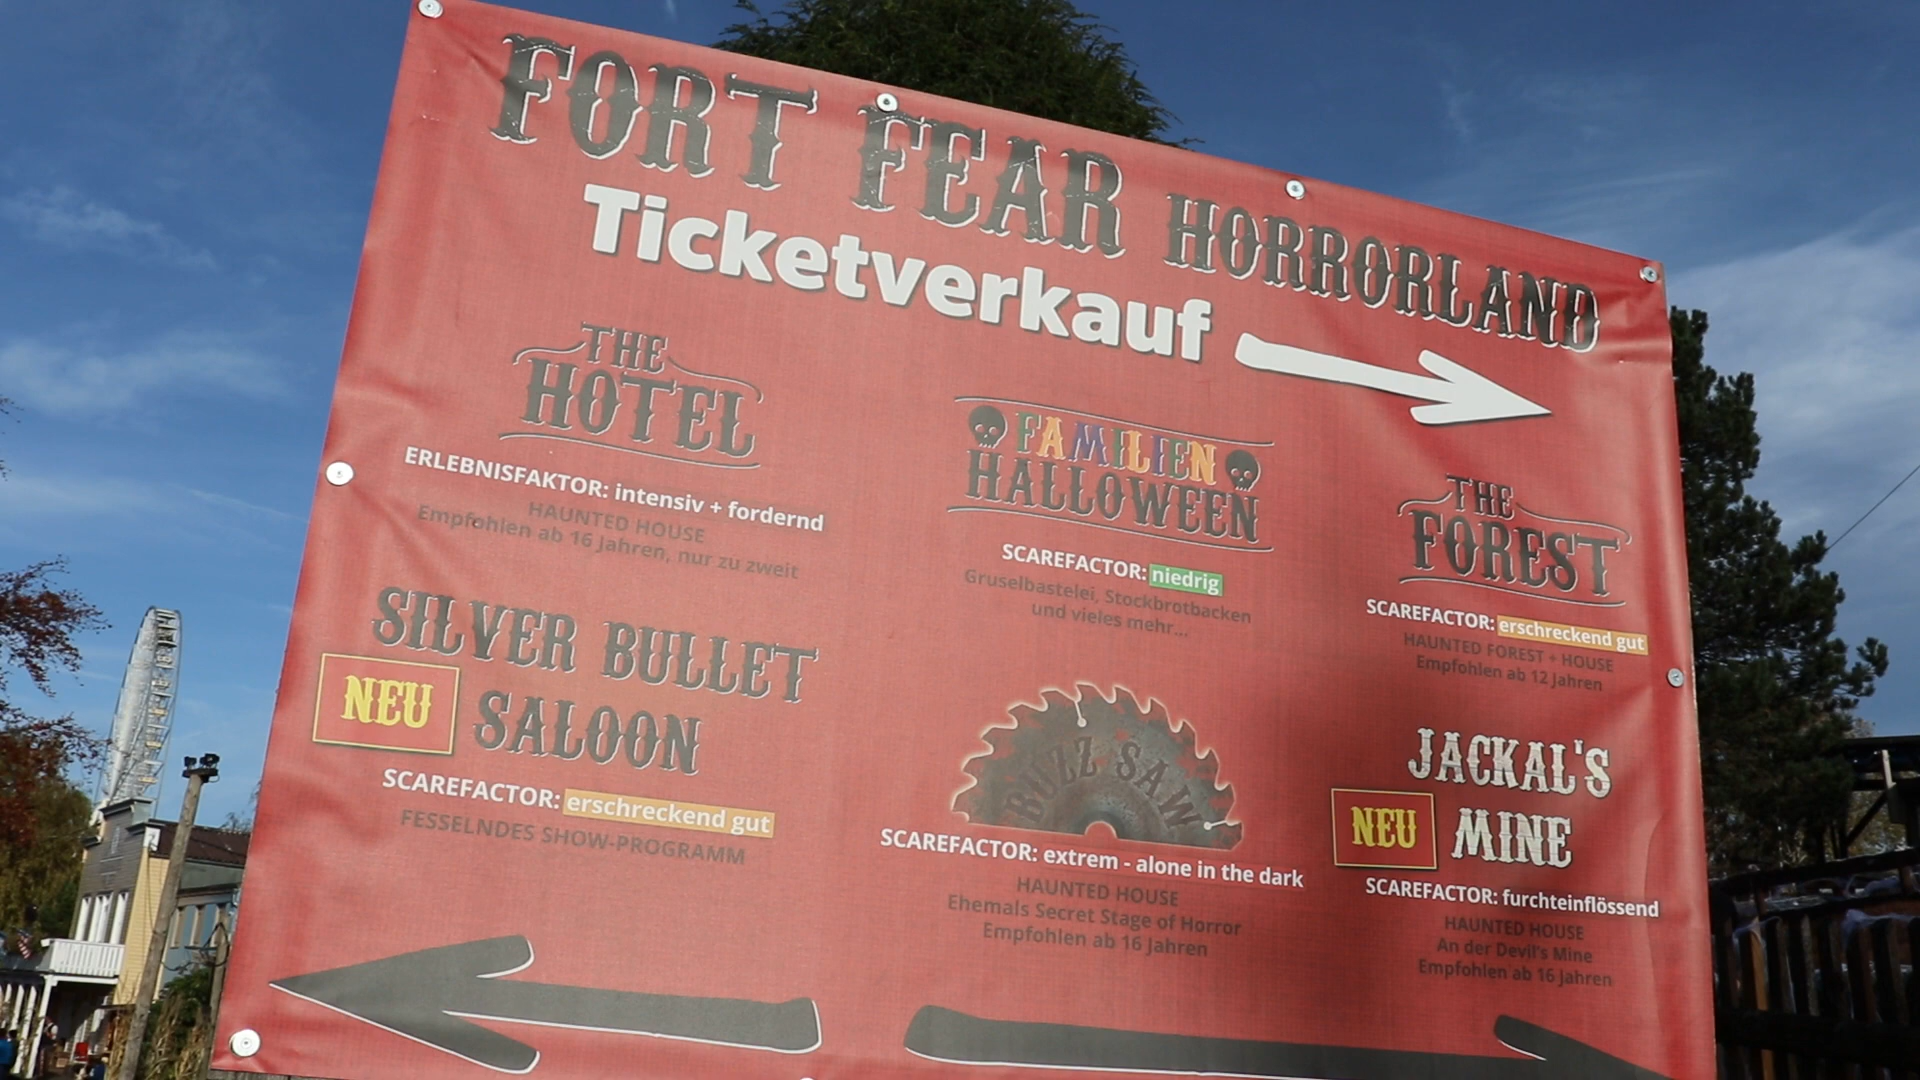 FORT FEAR HORRORLAND
Ticketverkauf
THE
HOTEL
ERLEBNISFAKTOR: intensiv + fordernd
HAUNTED HOUSE
Empfohlen ab 16 Jahren, nur zu zweit
FAMILIEN
HALLOWEEN
SCAREFACTOR: niedrig
Gruselbastelei, Stockbrotbacken
und vieles mehr...
THE
FOREST
SCAREFACTOR: erschreckend gut
HAUNTED FOREST + HOUSE
Empfohlen ab 12 Jahren
SILVER BULLET
NEU SALOON
SCAREFACTOR: erschreckend gut
FESSELNDES SHOW-PROGRAMM
BUZZ SAW
SCAREFACTOR: extrem - alone in the dark
HAUNTED HOUSE
Ehemals Secret Stage of Horror
Empfohlen ab 16 Jahren
JACKAL'S
NEU MINE
SCAREFACTOR: furchteinflössend
HAUNTED HOUSE
An der Devil's Mine
Empfohlen ab 16 Jahren